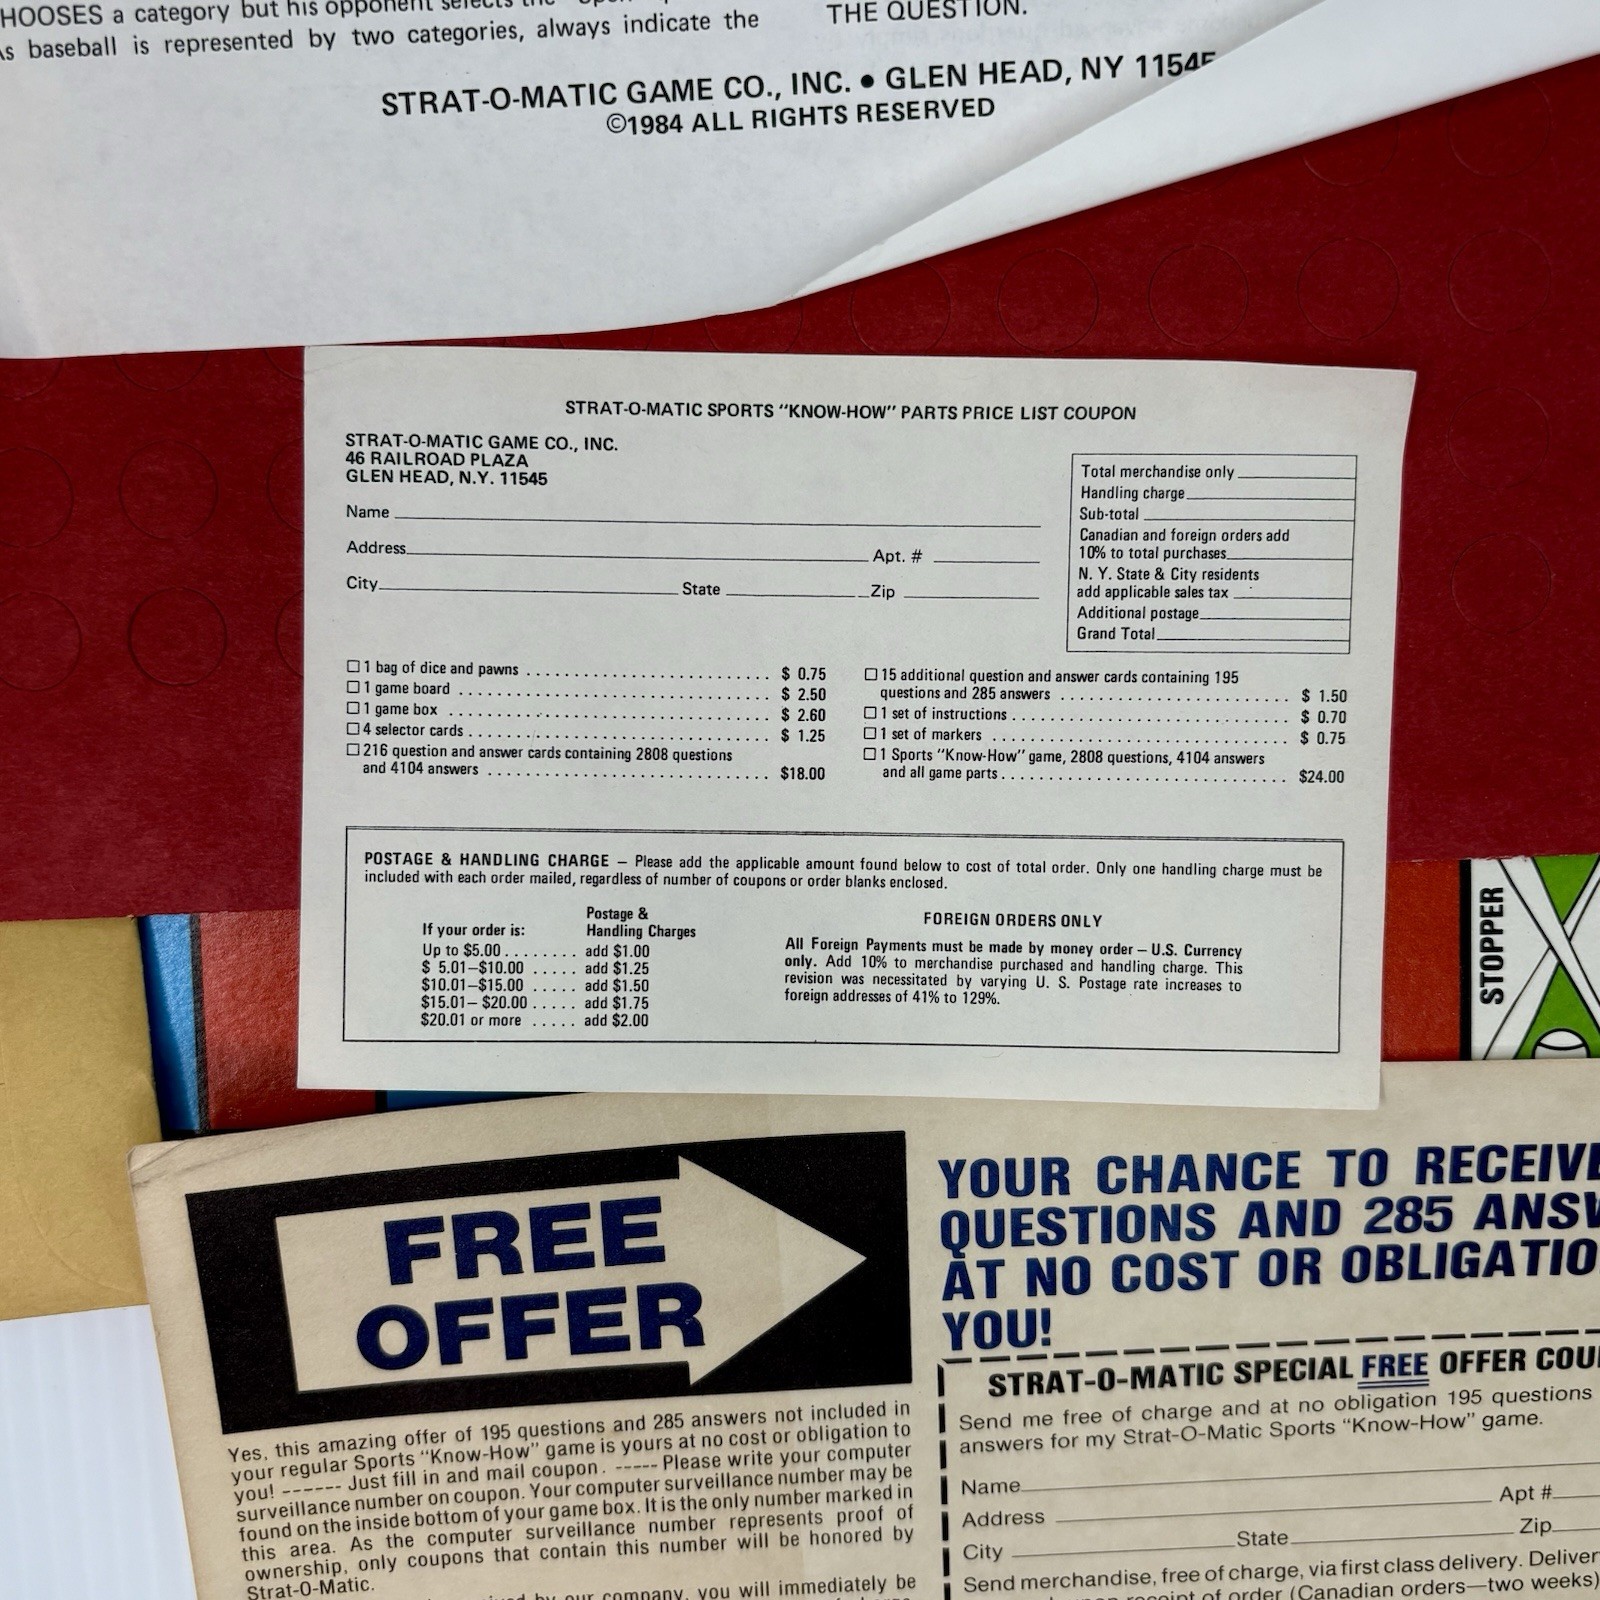 HOOSES a category but his opponent selects the
As baseball is represented by two categories, always indicate the
THE QUESTION.
STRAT-O-MATIC GAME CO., INC. ● GLEN HEAD, NY 11545
©1984 ALL RIGHTS RESERVED
STRAT-O-MATIC SPORTS "KNOW-HOW" PARTS PRICE LIST COUPON
STRAT-O-MATIC GAME CO., INC.
46 RAILROAD PLAZA
GLEN HEAD, N.Y. 11545
Name
Address Apt. #
City State Zip
Total merchandise only
Handling charge
Sub-total
Canadian and foreign orders add
10% to total purchases
N. Y. State & City residents
add applicable sales tax
Additional postage
Grand Total
☐ 1 bag of dice and pawns . . . . . . . . $ 0.75
☐ 1 game board . . . . . . . . $ 2.50
☐ 1 game box . . . . . . . . $ 2.60
☐ 4 selector cards . . . . . . . . $ 1.25
☐ 216 question and answer cards containing 2808 questions
and 4104 answers . . . . . . . . $18.00
☐ 15 additional question and answer cards containing 195
questions and 285 answers . . . . . . . . $ 1.50
☐ 1 set of instructions . . . . . . . . $ 0.70
☐ 1 set of markers . . . . . . . . $ 0.75
☐ 1 Sports "Know-How" game, 2808 questions, 4104 answers
and all game parts . . . . . . . . $24.00
POSTAGE & HANDLING CHARGE – Please add the applicable amount found below to cost of total order. Only one handling charge must be
included with each order mailed, regardless of number of coupons or order blanks enclosed.
Postage &
If your order is: Handling Charges
Up to $5.00 . . . . . . . . add $1.00
$ 5.01–$10.00 . . . . . add $1.25
$10.01–$15.00 . . . . . add $1.50
$15.01– $20.00 . . . . . add $1.75
$20.01 or more . . . . . add $2.00
FOREIGN ORDERS ONLY
All Foreign Payments must be made by money order – U.S. Currency
only. Add 10% to merchandise purchased and handling charge. This
revision was necessitated by varying U. S. Postage rate increases to
foreign addresses of 41% to 129%.
STOPPER
FREE
OFFER
YOUR CHANCE TO RECEIVE
QUESTIONS AND 285 ANSW
AT NO COST OR OBLIGATIO
YOU!
Yes, this amazing offer of 195 questions and 285 answers not included in
your regular Sports "Know-How" game is yours at no cost or obligation to
you! ------ Just fill in and mail coupon. ----- Please write your computer
surveillance number on coupon. Your computer surveillance number may be
found on the inside bottom of your game box. It is the only number marked in
this area. As the computer surveillance number represents proof of
ownership, only coupons that contain this number will be honored by
Strat-O-Matic.
by our company, you will immediately be
STRAT-O-MATIC SPECIAL FREE OFFER COU
Send me free of charge and at no obligation 195 questions
answers for my Strat-O-Matic Sports "Know-How" game.
Name
Address Apt #
City State Zip
Send merchandise, free of charge, via first class delivery. Deliver
receipt of order (Canadian orders—two weeks)